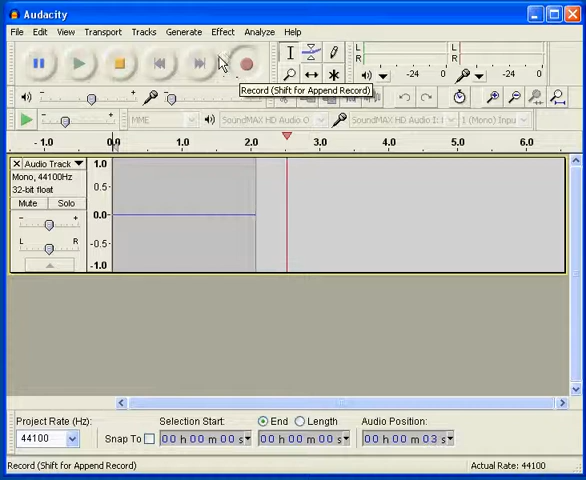 Audacity
File Edit View Transport Tracks Generate Effect Analyze Help
L
R
-24 0
L
R
-24 0
Record (Shift for Append Record)
MME SoundMAX HD Audio O SoundMAX HD Audio I: 1 (Mono) Inpu
- 1.0 0.0 1.0 2.0 3.0 4.0 5.0 6.0
Audio Track
Mono, 44100Hz
32-bit float
Mute Solo
- +
L R
1.0
0.5
0.0
-0.5
-1.0
Project Rate (Hz): Selection Start: End Length Audio Position:
44100 Snap To 00 h 00 m 00 s 00 h 00 m 00 s 00 h 00 m 03 s
Record (Shift for Append Record) Actual Rate: 44100